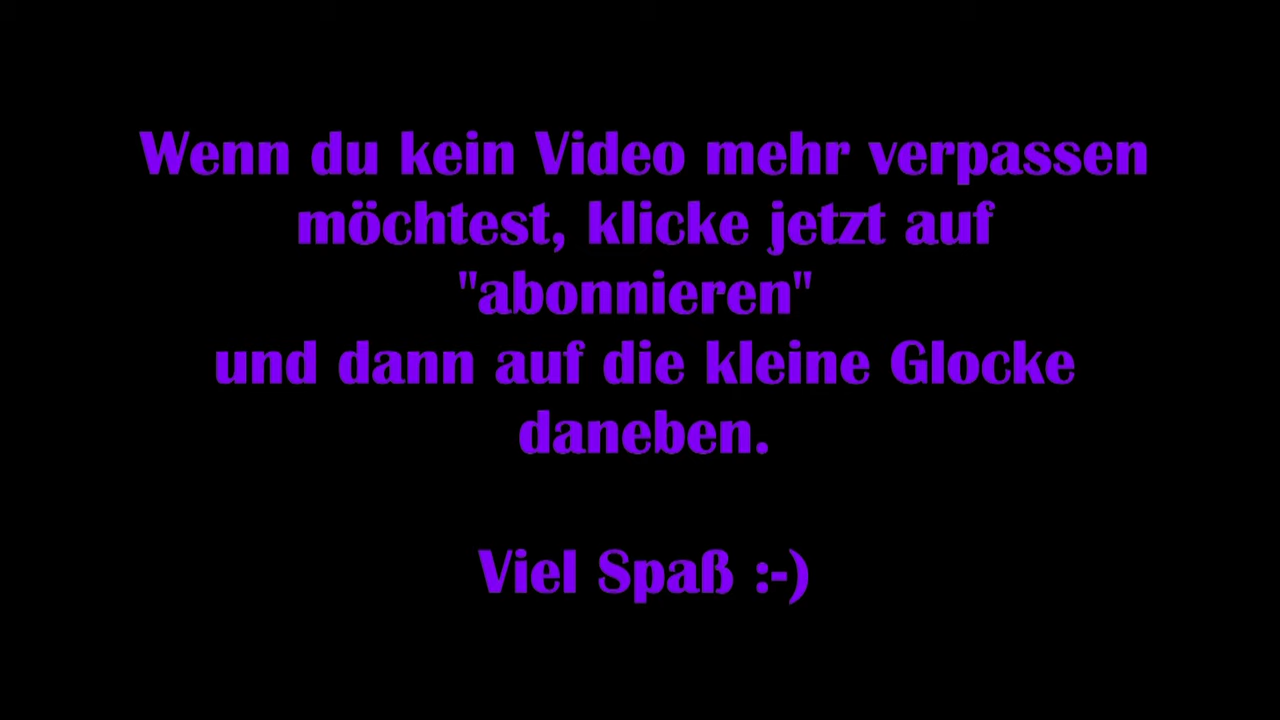 Wenn du kein Video mehr verpassen
möchtest, klicke jetzt auf
"abonnieren"
und dann auf die kleine Glocke
daneben.
Viel Spaß :-)